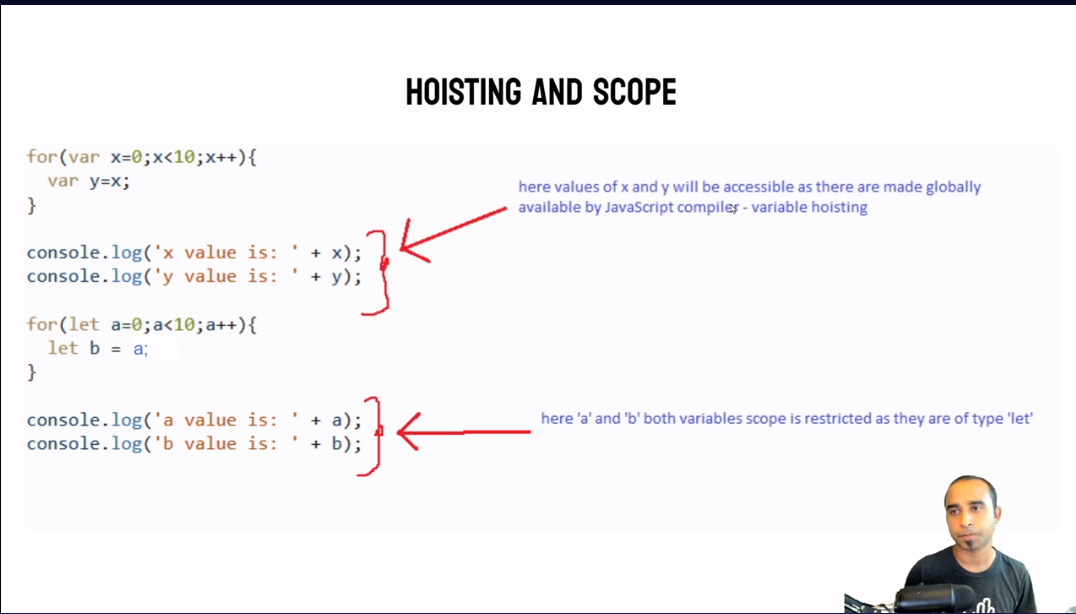 HOISTING AND SCOPE
for(var x=0;x<10;x++){
var y=x;
}
here values of x and y will be accessible as there are made globally
available by JavaScript compiler - variable hoisting
console.log('x value is: ' + x);
console.log('y value is: ' + y);
for(let a=0;a<10;a++){
let b = a;
}
console.log('a value is: ' + a);
console.log('b value is: ' + b);
here 'a' and 'b' both variables scope is restricted as they are of type 'let'